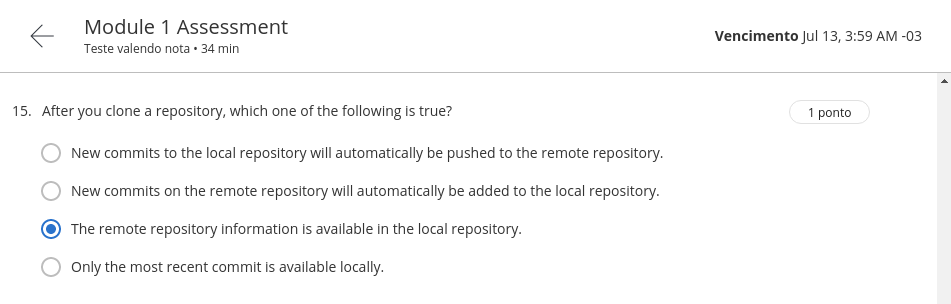 Module 1 Assessment
Teste valendo nota • 34 min
Vencimento Jul 13, 3:59 AM -03
15. After you clone a repository, which one of the following is true?
1 ponto
New commits to the local repository will automatically be pushed to the remote repository.
New commits on the remote repository will automatically be added to the local repository.
The remote repository information is available in the local repository.
Only the most recent commit is available locally.